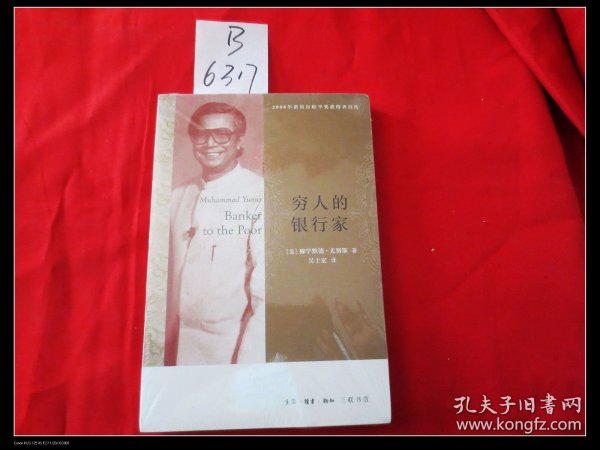 B
6317
2006年诺贝尔和平奖获得者自传
Muhammad Yunus
Banker
to the Poor
穷人的
银行家
[孟] 穆罕默德·尤努斯 著
吴士宏 译
生活·读书·新知 三联书店
孔夫子旧书网
www.kongfz.com